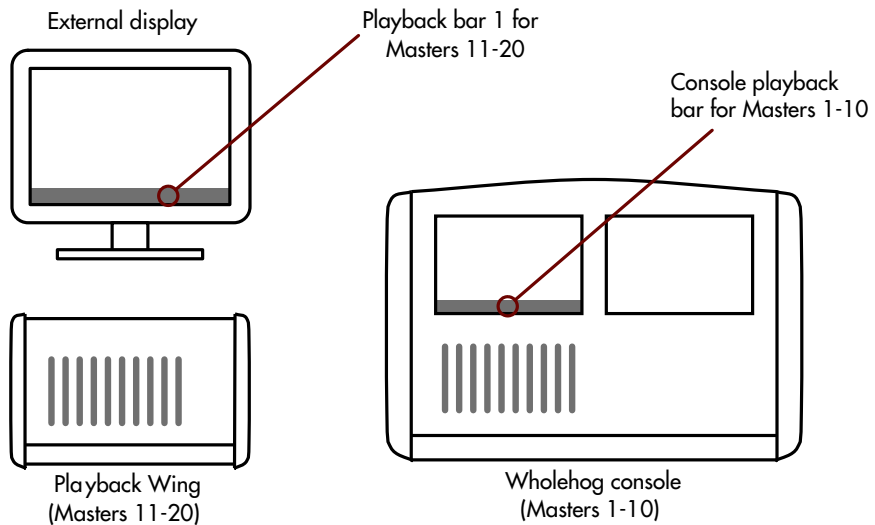 External display
Playback bar 1 for
Masters 11-20
Console playback
bar for Masters 1-10
Playback Wing
(Masters 11-20)
Wholehog console
(Masters 1-10)